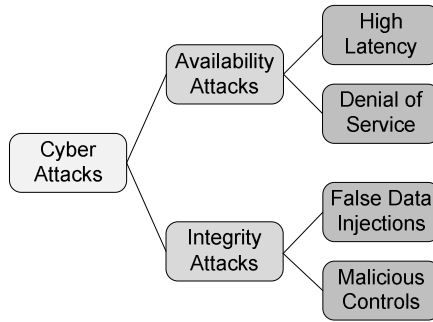 Cyber
Attacks
Availability
Attacks
High
Latency
Denial of
Service
Integrity
Attacks
False Data
Injections
Malicious
Controls